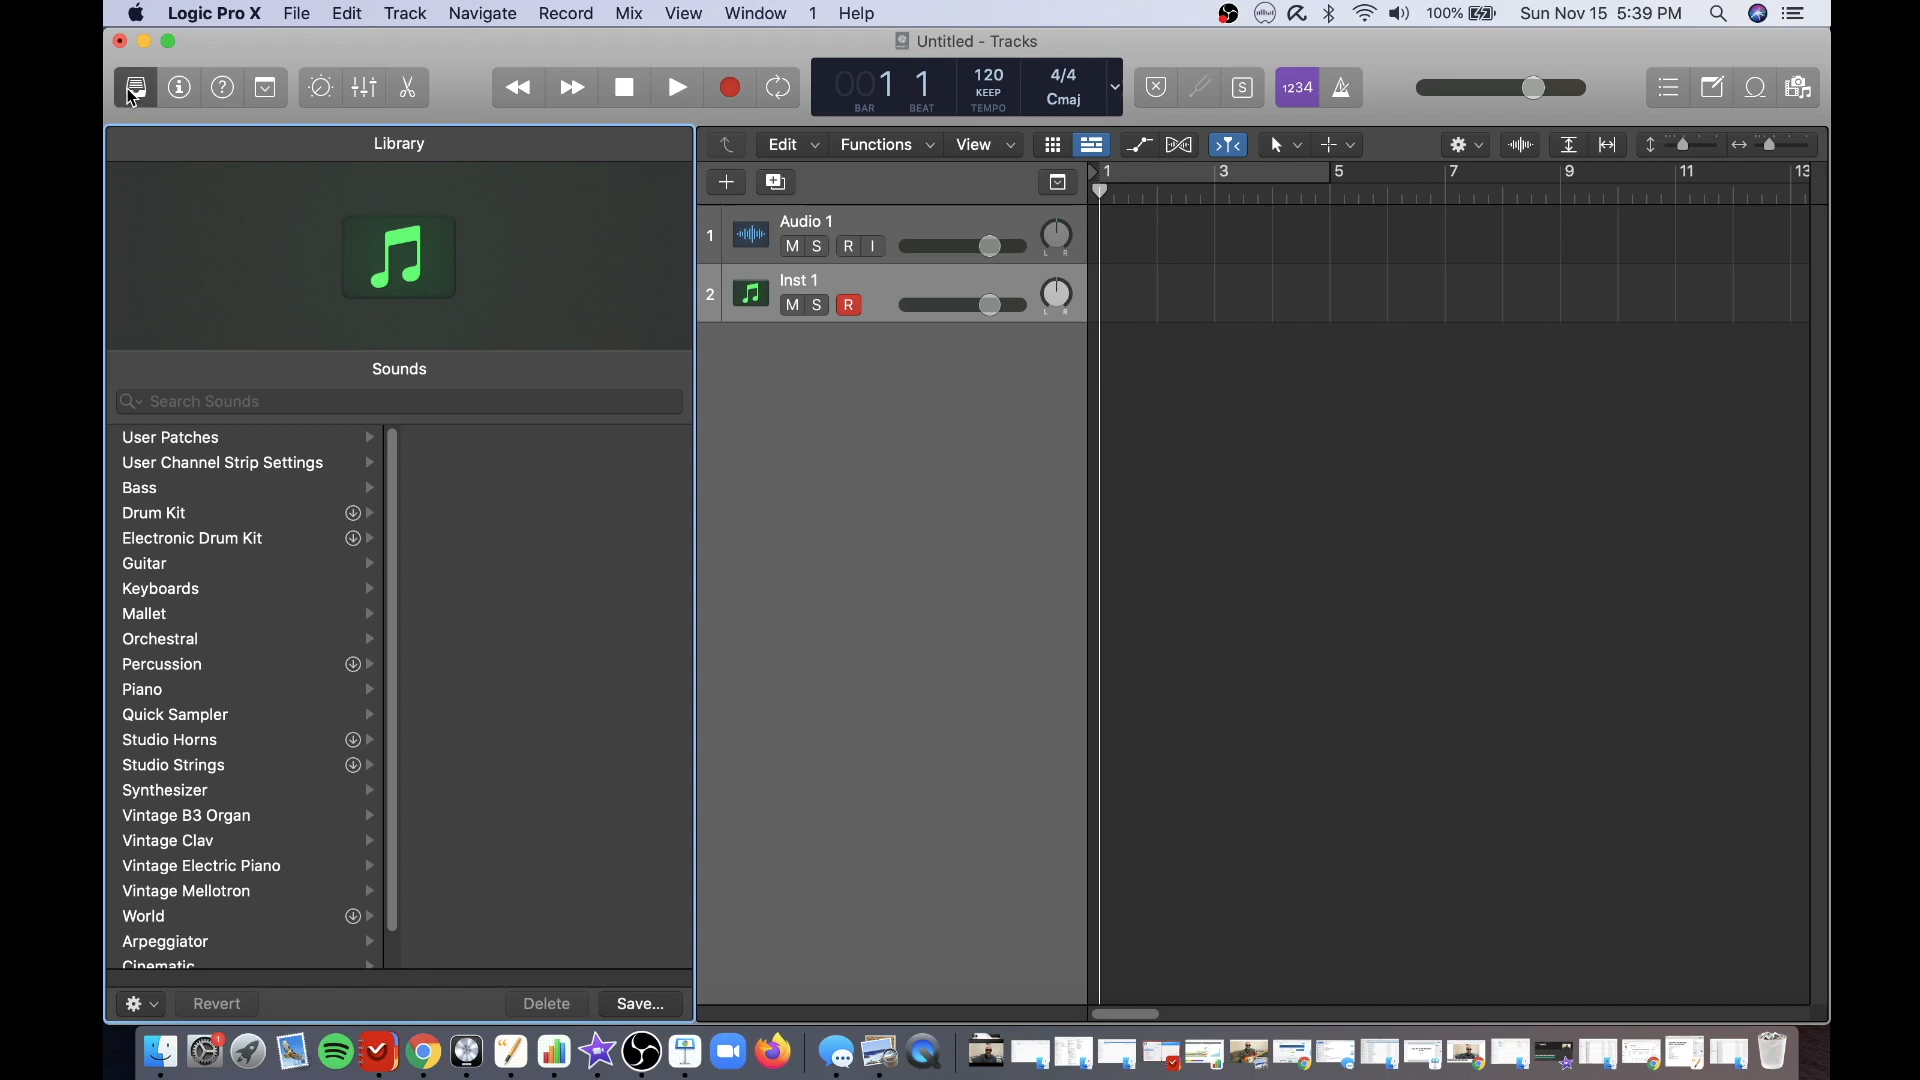 Logic Pro X File Edit Track Navigate Record Mix View Window 1 Help 100% Sun Nov 15 5:39 PM
Untitled - Tracks
001 1 120 4/4
KEEP Cmaj
BAR BEAT TEMPO
S 1234
Library
Edit Functions View
1 3 5 7 9 11 13
1 Audio 1
M S R I L R
2 Inst 1
M S R L R
Sounds
Search Sounds
User Patches
User Channel Strip Settings
Bass
Drum Kit
Electronic Drum Kit
Guitar
Keyboards
Mallet
Orchestral
Percussion
Piano
Quick Sampler
Studio Horns
Studio Strings
Synthesizer
Vintage B3 Organ
Vintage Clav
Vintage Electric Piano
Vintage Mellotron
World
Arpeggiator
Cinematic
Revert Delete Save...
1